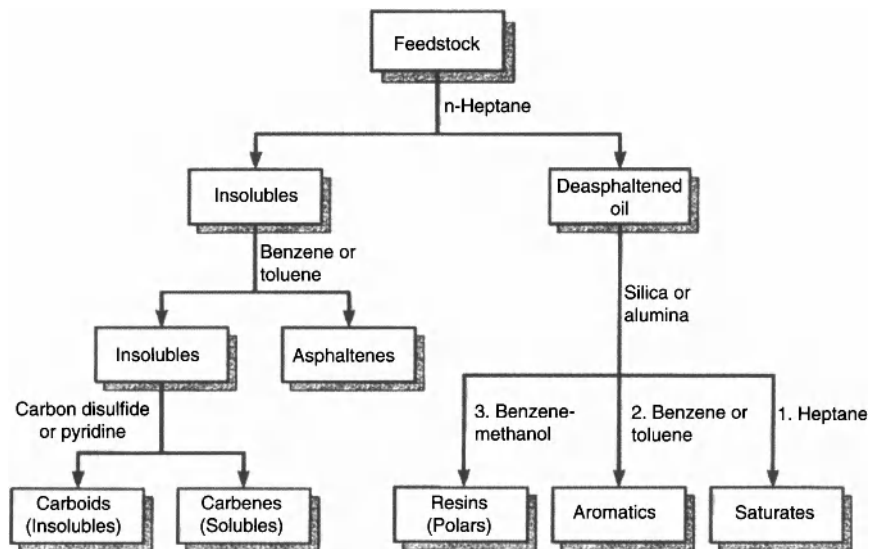 Feedstock
n-Heptane
Insolubles
Deasphaltened
oil
Benzene or
toluene
Silica or
alumina
Insolubles
Asphaltenes
Carbon disulfide
or pyridine
3. Benzene-
methanol
2. Benzene or
toluene
1. Heptane
Carboids
(Insolubles)
Carbenes
(Solubles)
Resins
(Polars)
Aromatics
Saturates